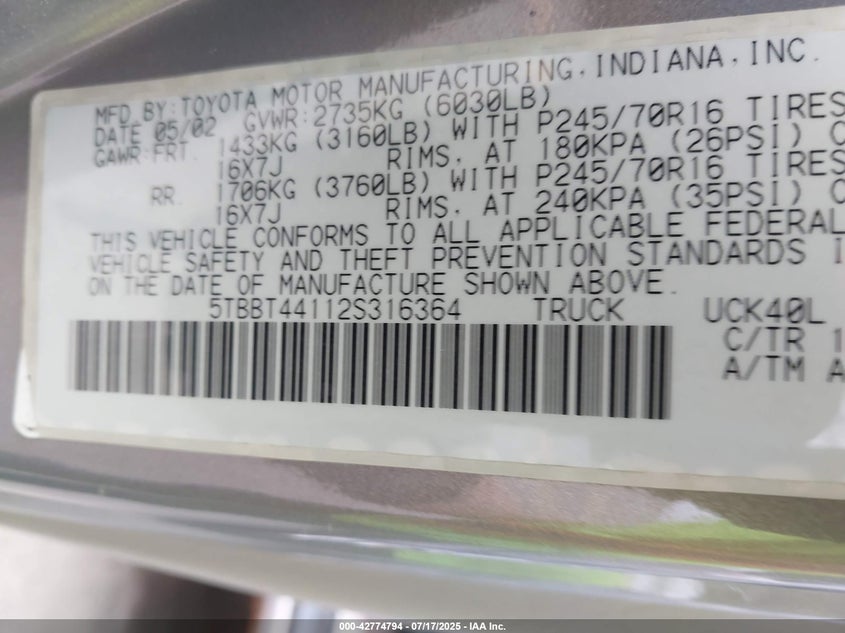 MFD.BY:TOYOTA MOTOR MANUFACTURING,INDIANA,INC.
DATE 05/02 GVWR:2735KG (6030LB)
GAWR:FRT. 1433KG (3160LB) WITH P245/70R16 TIRES
16X7J RIMS, AT 180KPA (26PSI) C
RR. 1706KG (3760LB) WITH P245/70R16 TIRES
16X7J RIMS, AT 240KPA (35PSI) C
THIS VEHICLE CONFORMS TO ALL APPLICABLE FEDERAL
VEHICLE SAFETY AND THEFT PREVENTION STANDARDS I
ON THE DATE OF MANUFACTURE SHOWN ABOVE.
5TBBT44112S316364 TRUCK UCK40L
C/TR 1
A/TM A
000-42774794 - 07/17/2025 - IAA Inc.